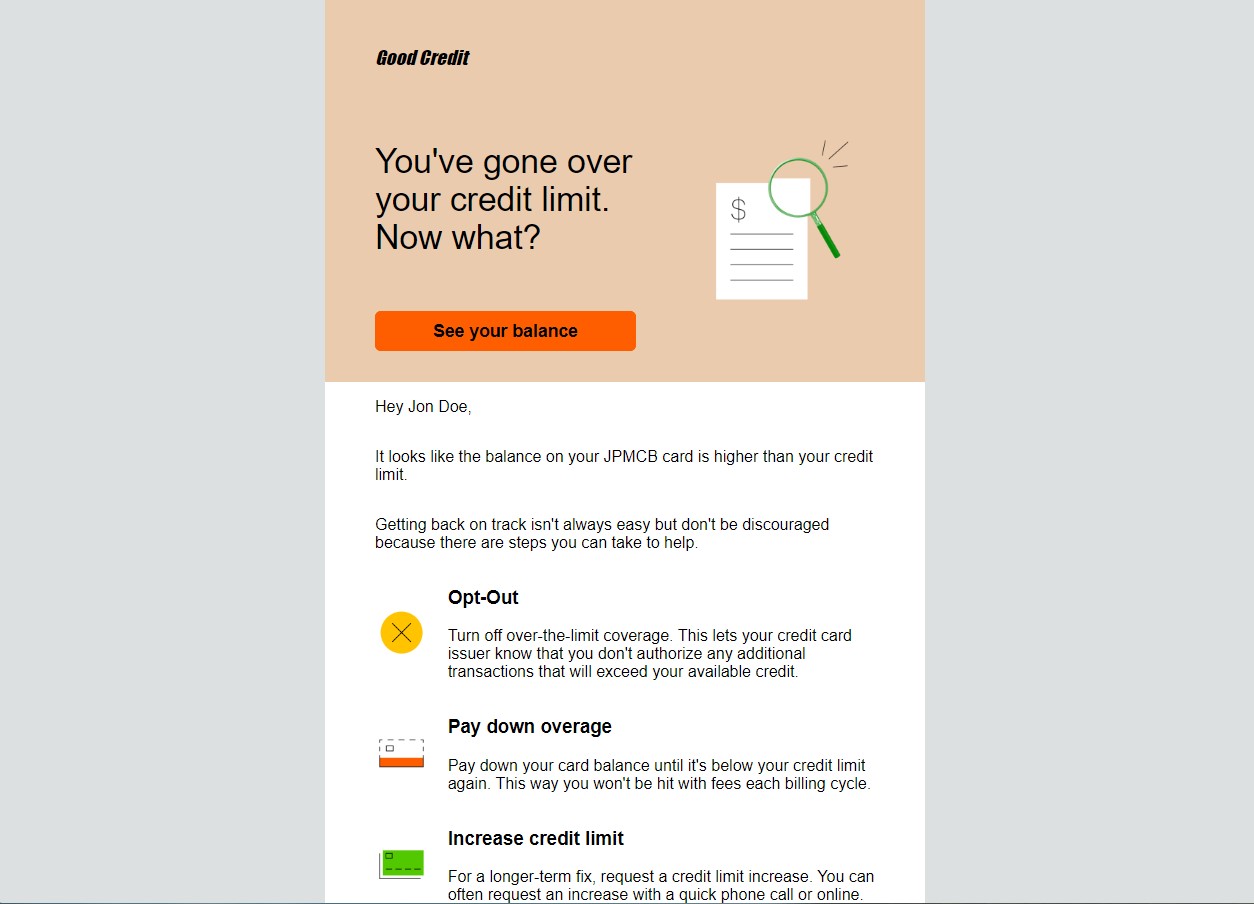 Good Credit
You've gone over
your credit limit.
Now what?
$
See your balance
Hey Jon Doe,
It looks like the balance on your JPMCB card is higher than your credit
limit.
Getting back on track isn't always easy but don't be discouraged
because there are steps you can take to help.
Opt-Out
Turn off over-the-limit coverage. This lets your credit card
issuer know that you don't authorize any additional
transactions that will exceed your available credit.
Pay down overage
Pay down your card balance until it's below your credit limit
again. This way you won't be hit with fees each billing cycle.
Increase credit limit
For a longer-term fix, request a credit limit increase. You can
often request an increase with a quick phone call or online.